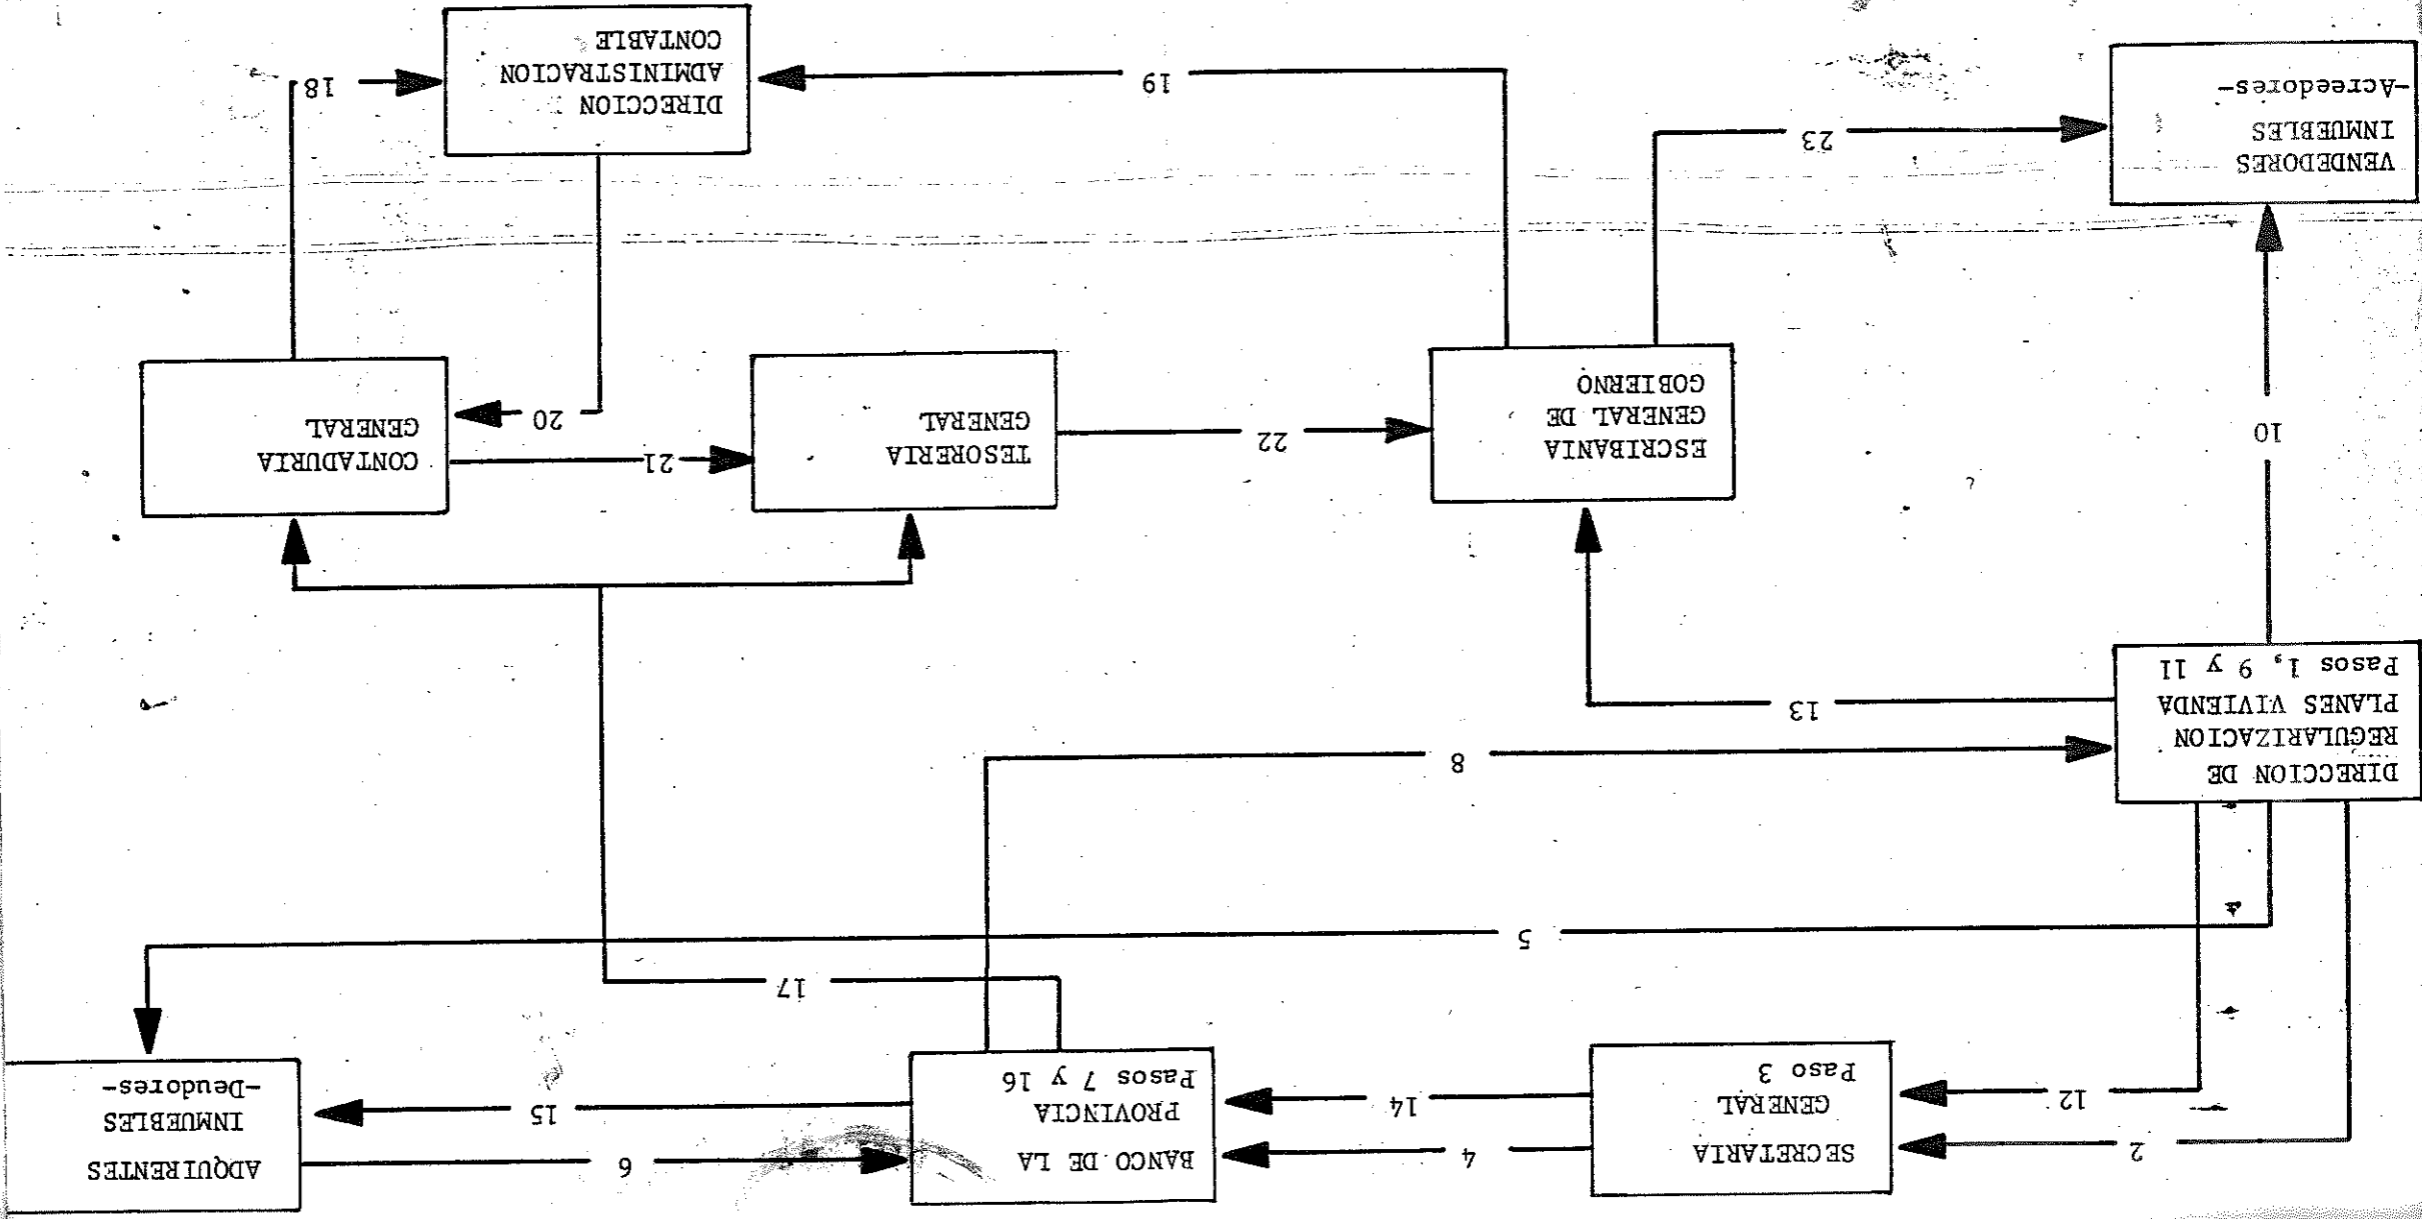 SECRETARIA
GENERAL
Paso 3
BANCO DE LA
PROVINCIA
Pasos 7 y 16
ADQUIRENTES
INMUEBLES
-Deudores-
2
4
6
12
14
15
17
5
DIRECCION DE
REGULARIZACION
PLANES VIVIENDA
Pasos 1, 9 y 11
8
13
10
ESCRIBANIA
GENERAL DE
GOBIERNO
22
TESORERIA
GENERAL
21
CONTADURIA
GENERAL
20
VENDEDORES
INMUEBLES
-Acreedores-
23
19
DIRECCION
ADMINISTRACION
CONTABLE
18